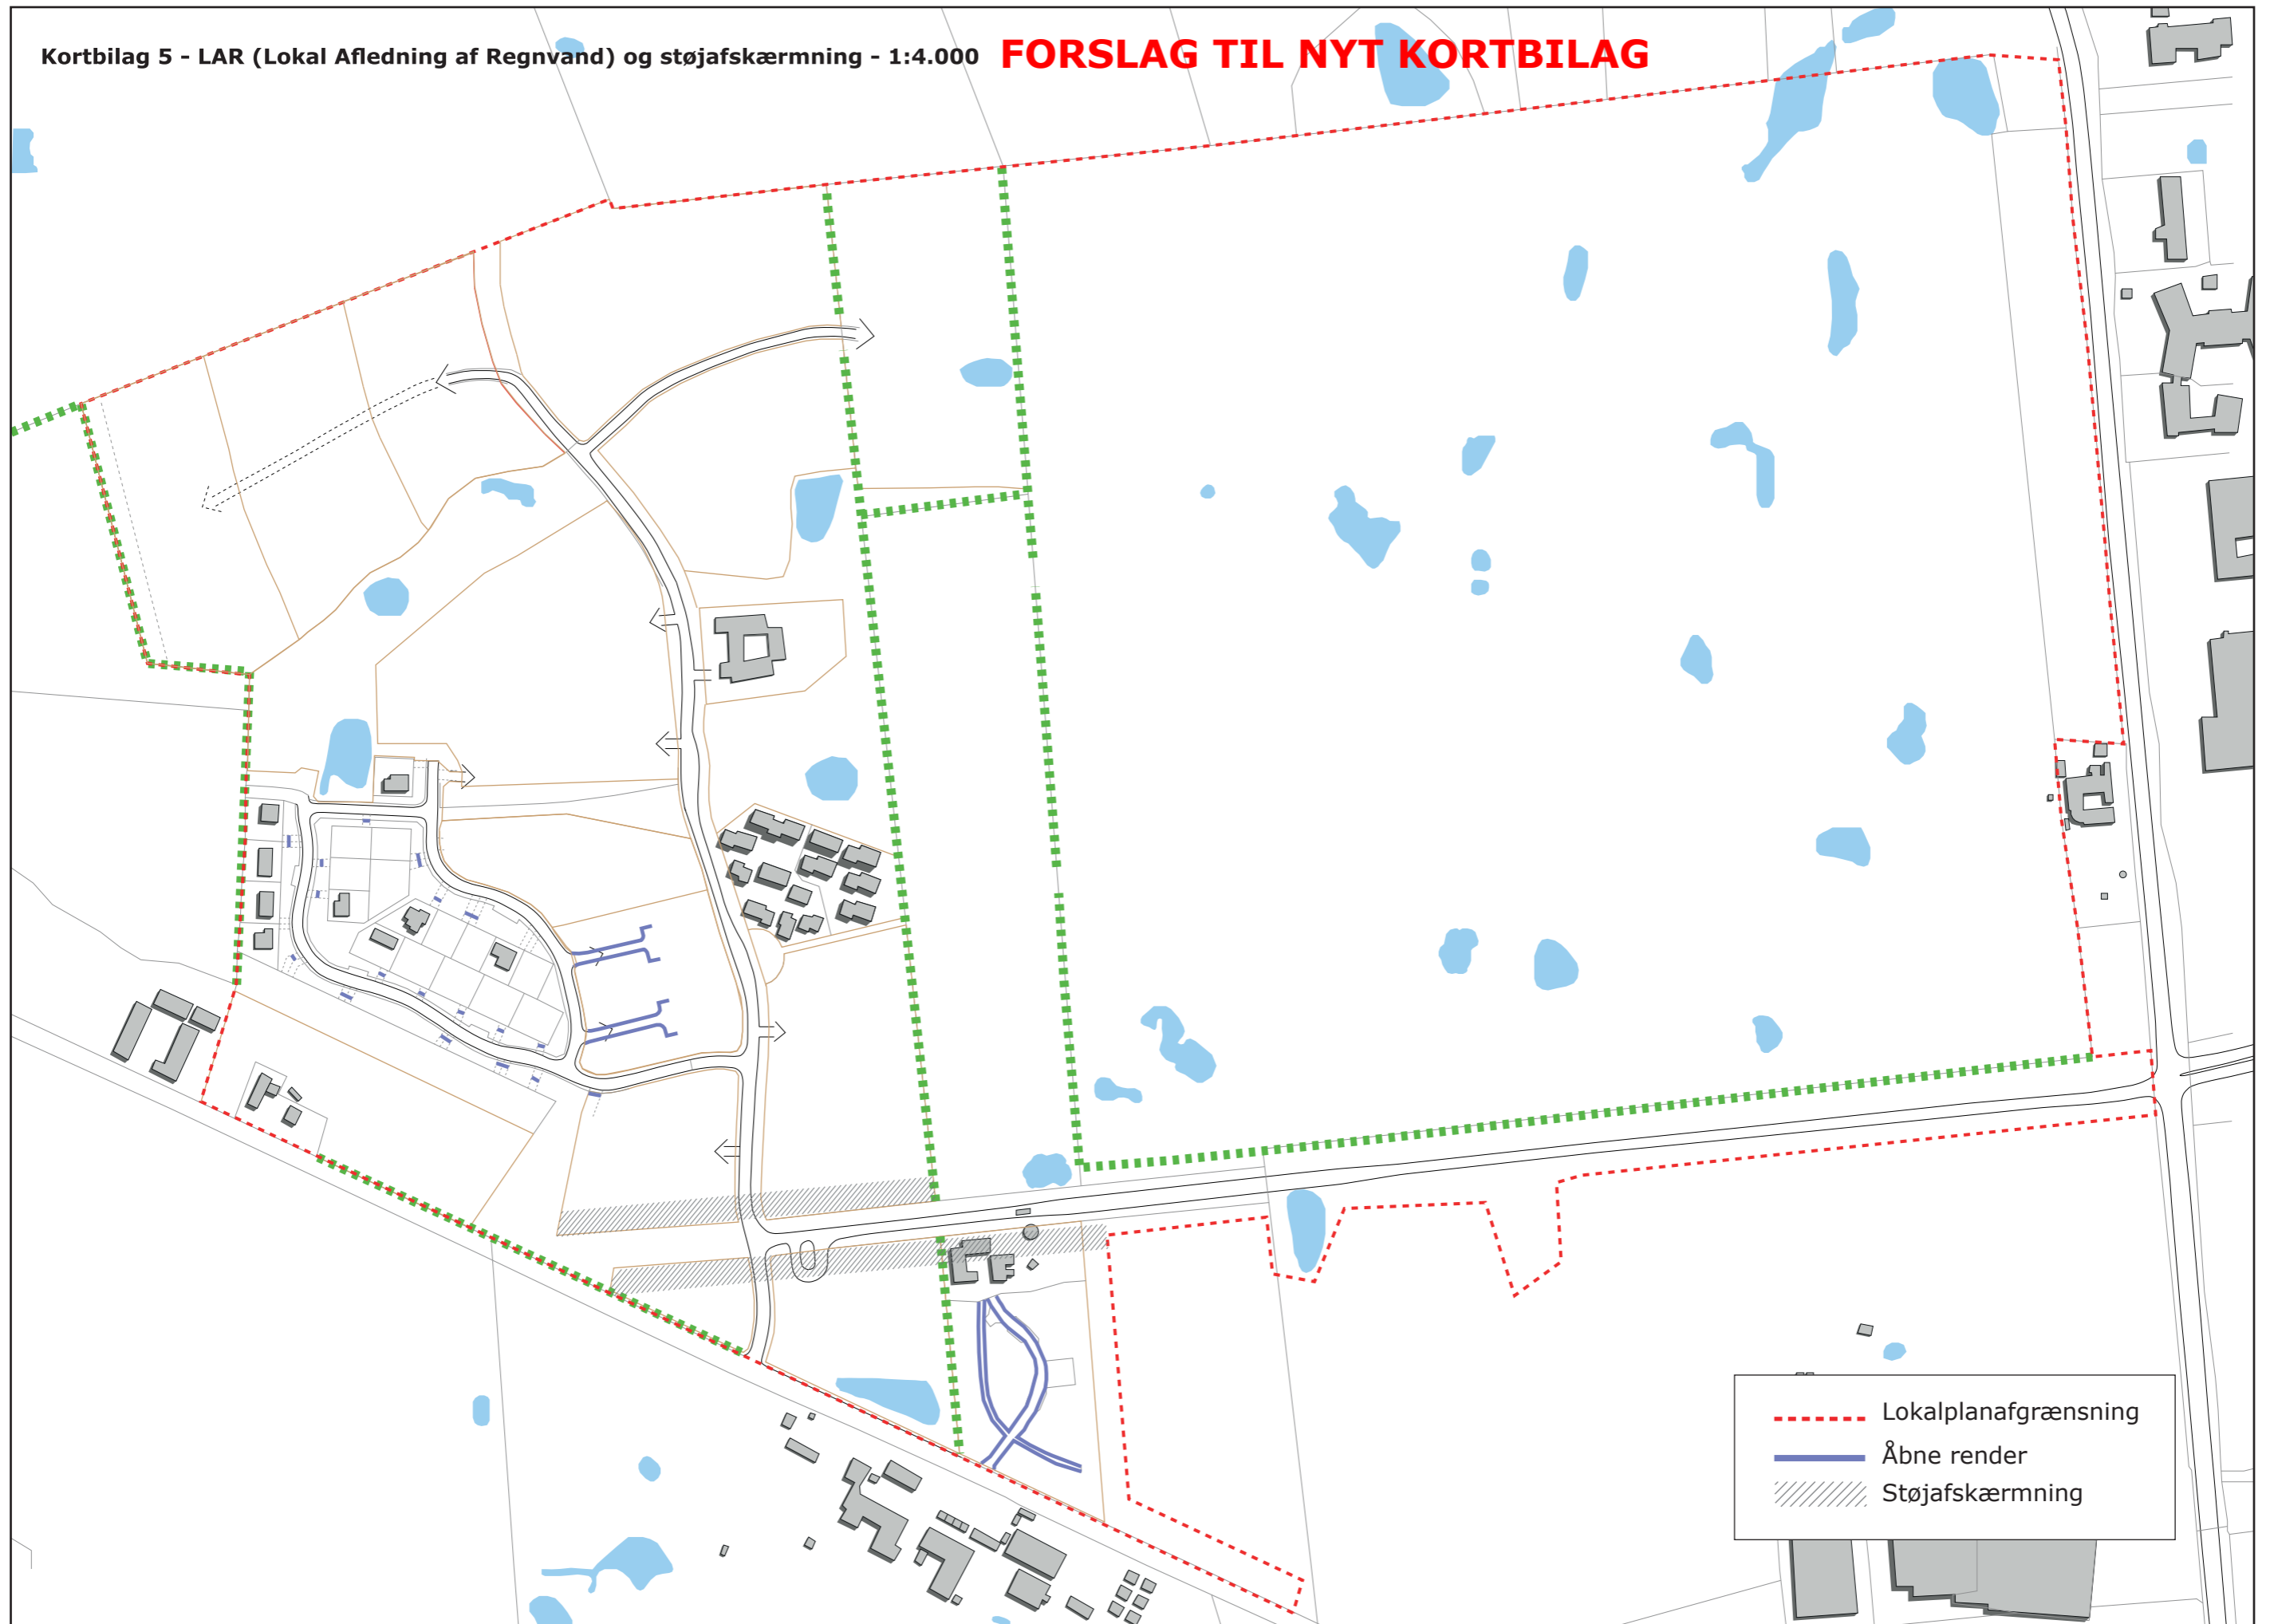 Kortbilag 5 - LAR (Lokal Afledning af Regnvand) og støjafskærmning - 1:4.000 FORSLAG TIL NYT KORTBILAG
Lokalplanafgrænsning
Åbne render
Støjafskærmning